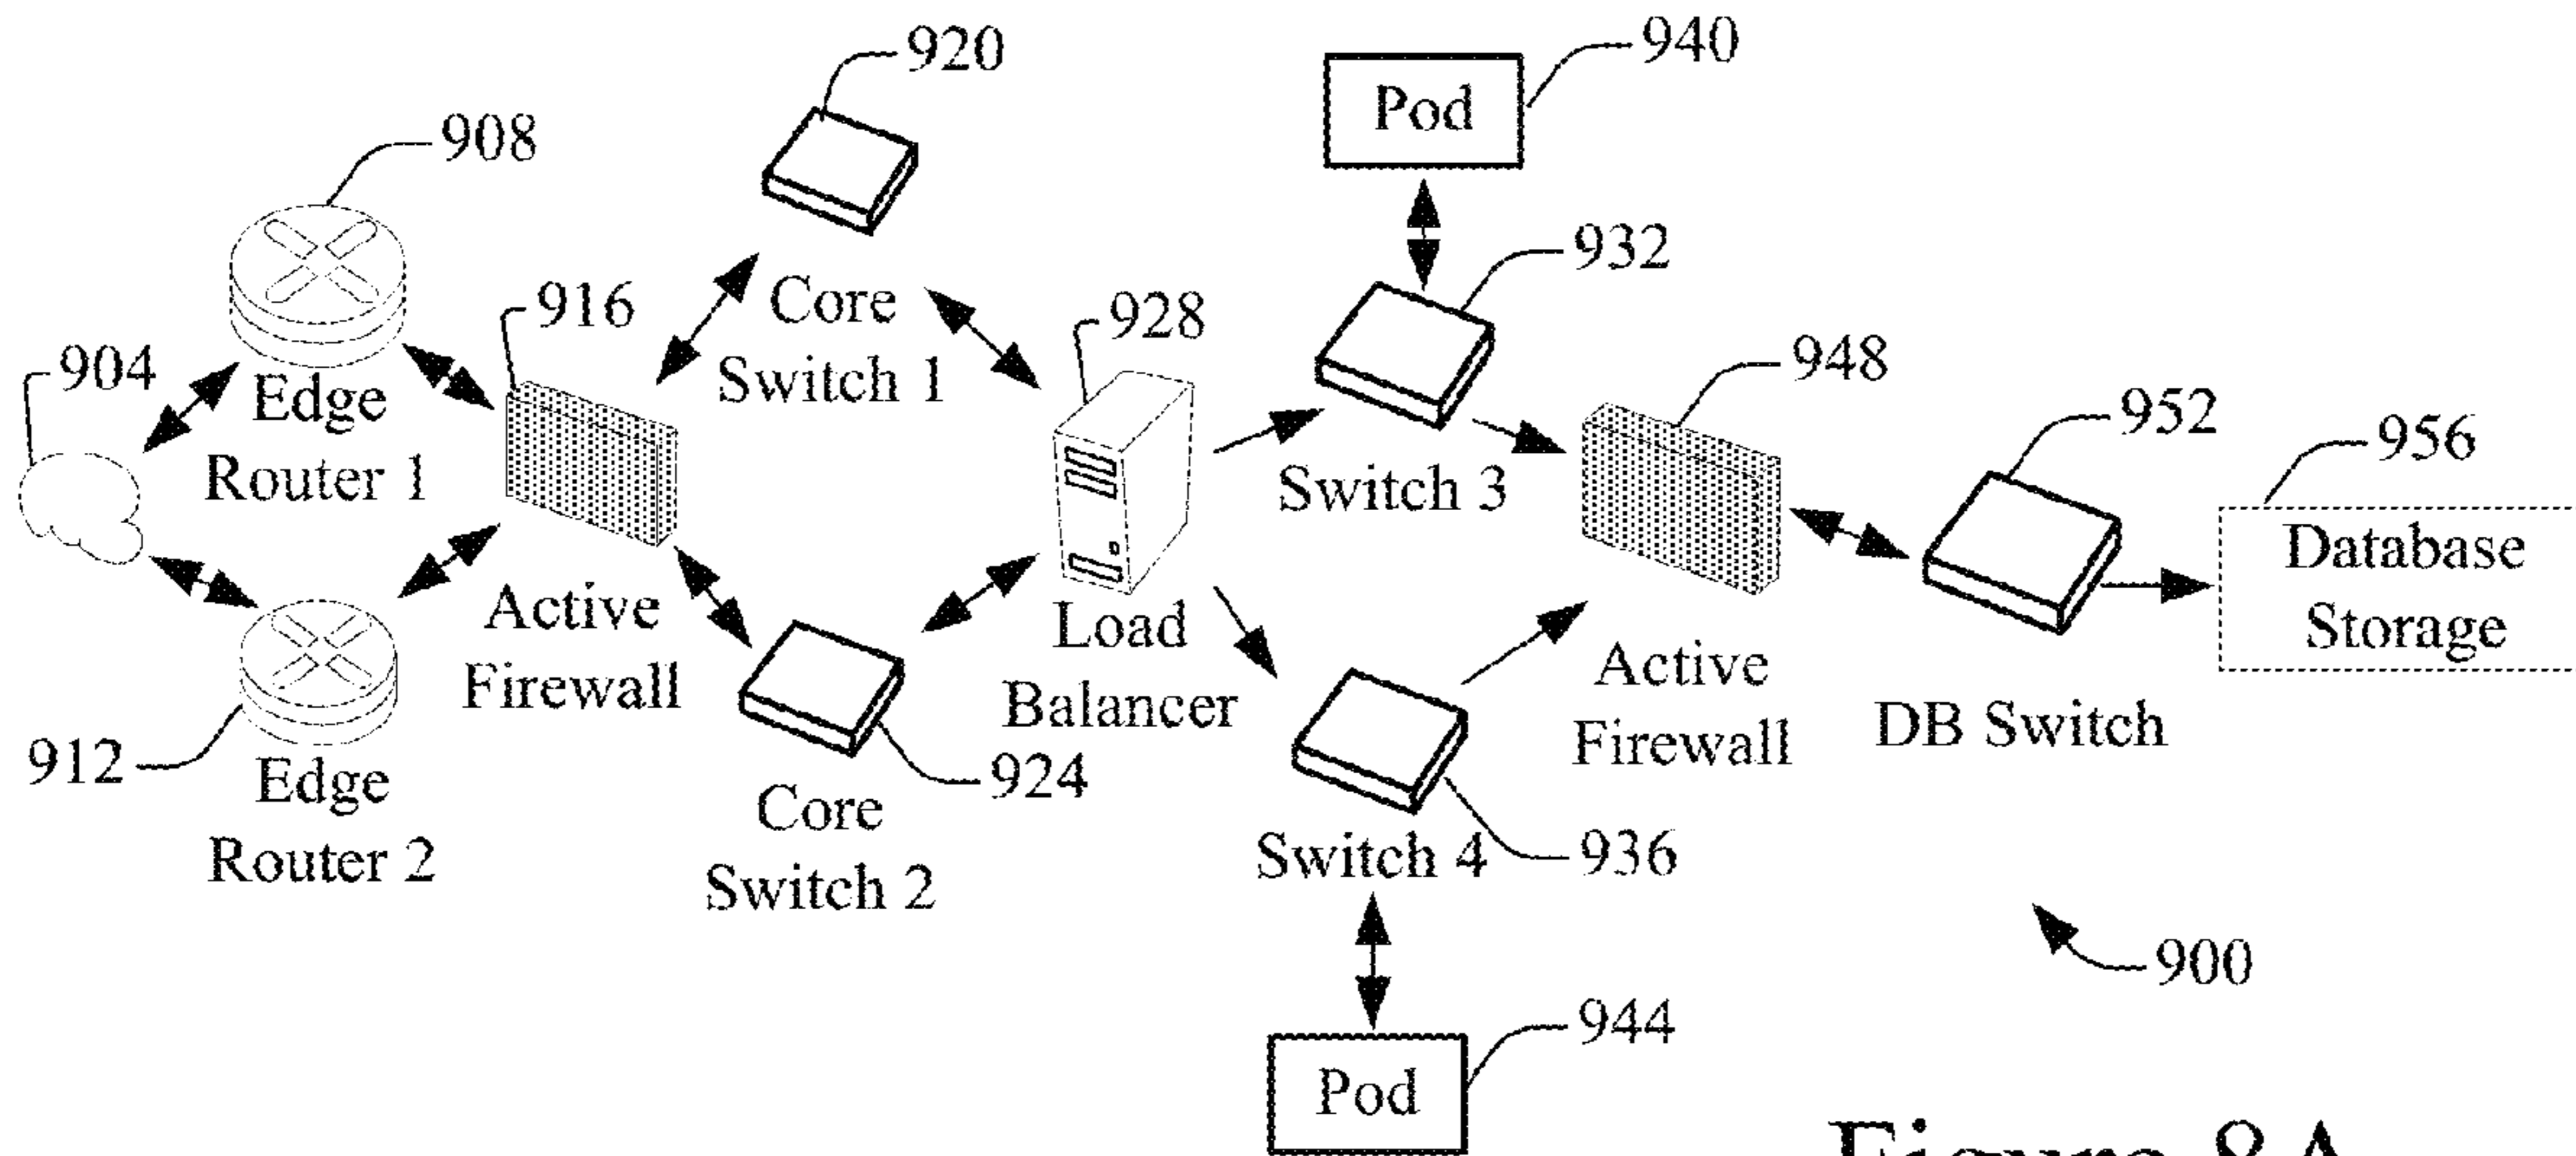 920
940
Pod
908
932
916
Core
Switch 1
928
948
904
Edge
Router 1
Switch 3
952
956
Database
Storage
Active
Firewall
Load
Balancer
Active
Firewall
DB Switch
912
Edge
Router 2
924
Core
Switch 2
Switch 4
936
900
944
Pod
Figure 8A